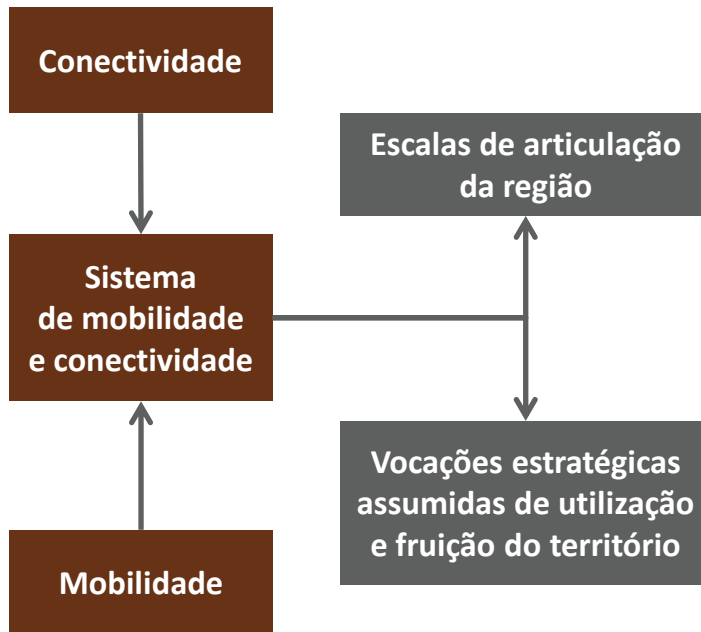 Conectividade
Escalas de articulação
da região
Sistema
de mobilidade
e conectividade
Vocações estratégicas
assumidas de utilização
e fruição do território
Mobilidade